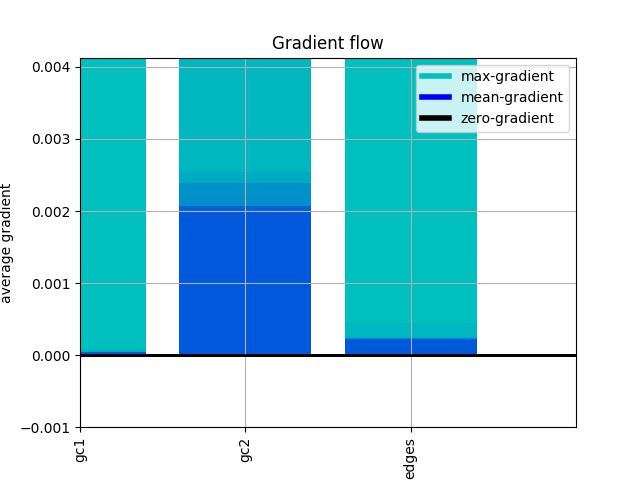 Gradient flow
max-gradient
mean-gradient
zero-gradient
average gradient
0.004
0.003
0.002
0.001
0.000
−0.001
gc1
gc2
edges